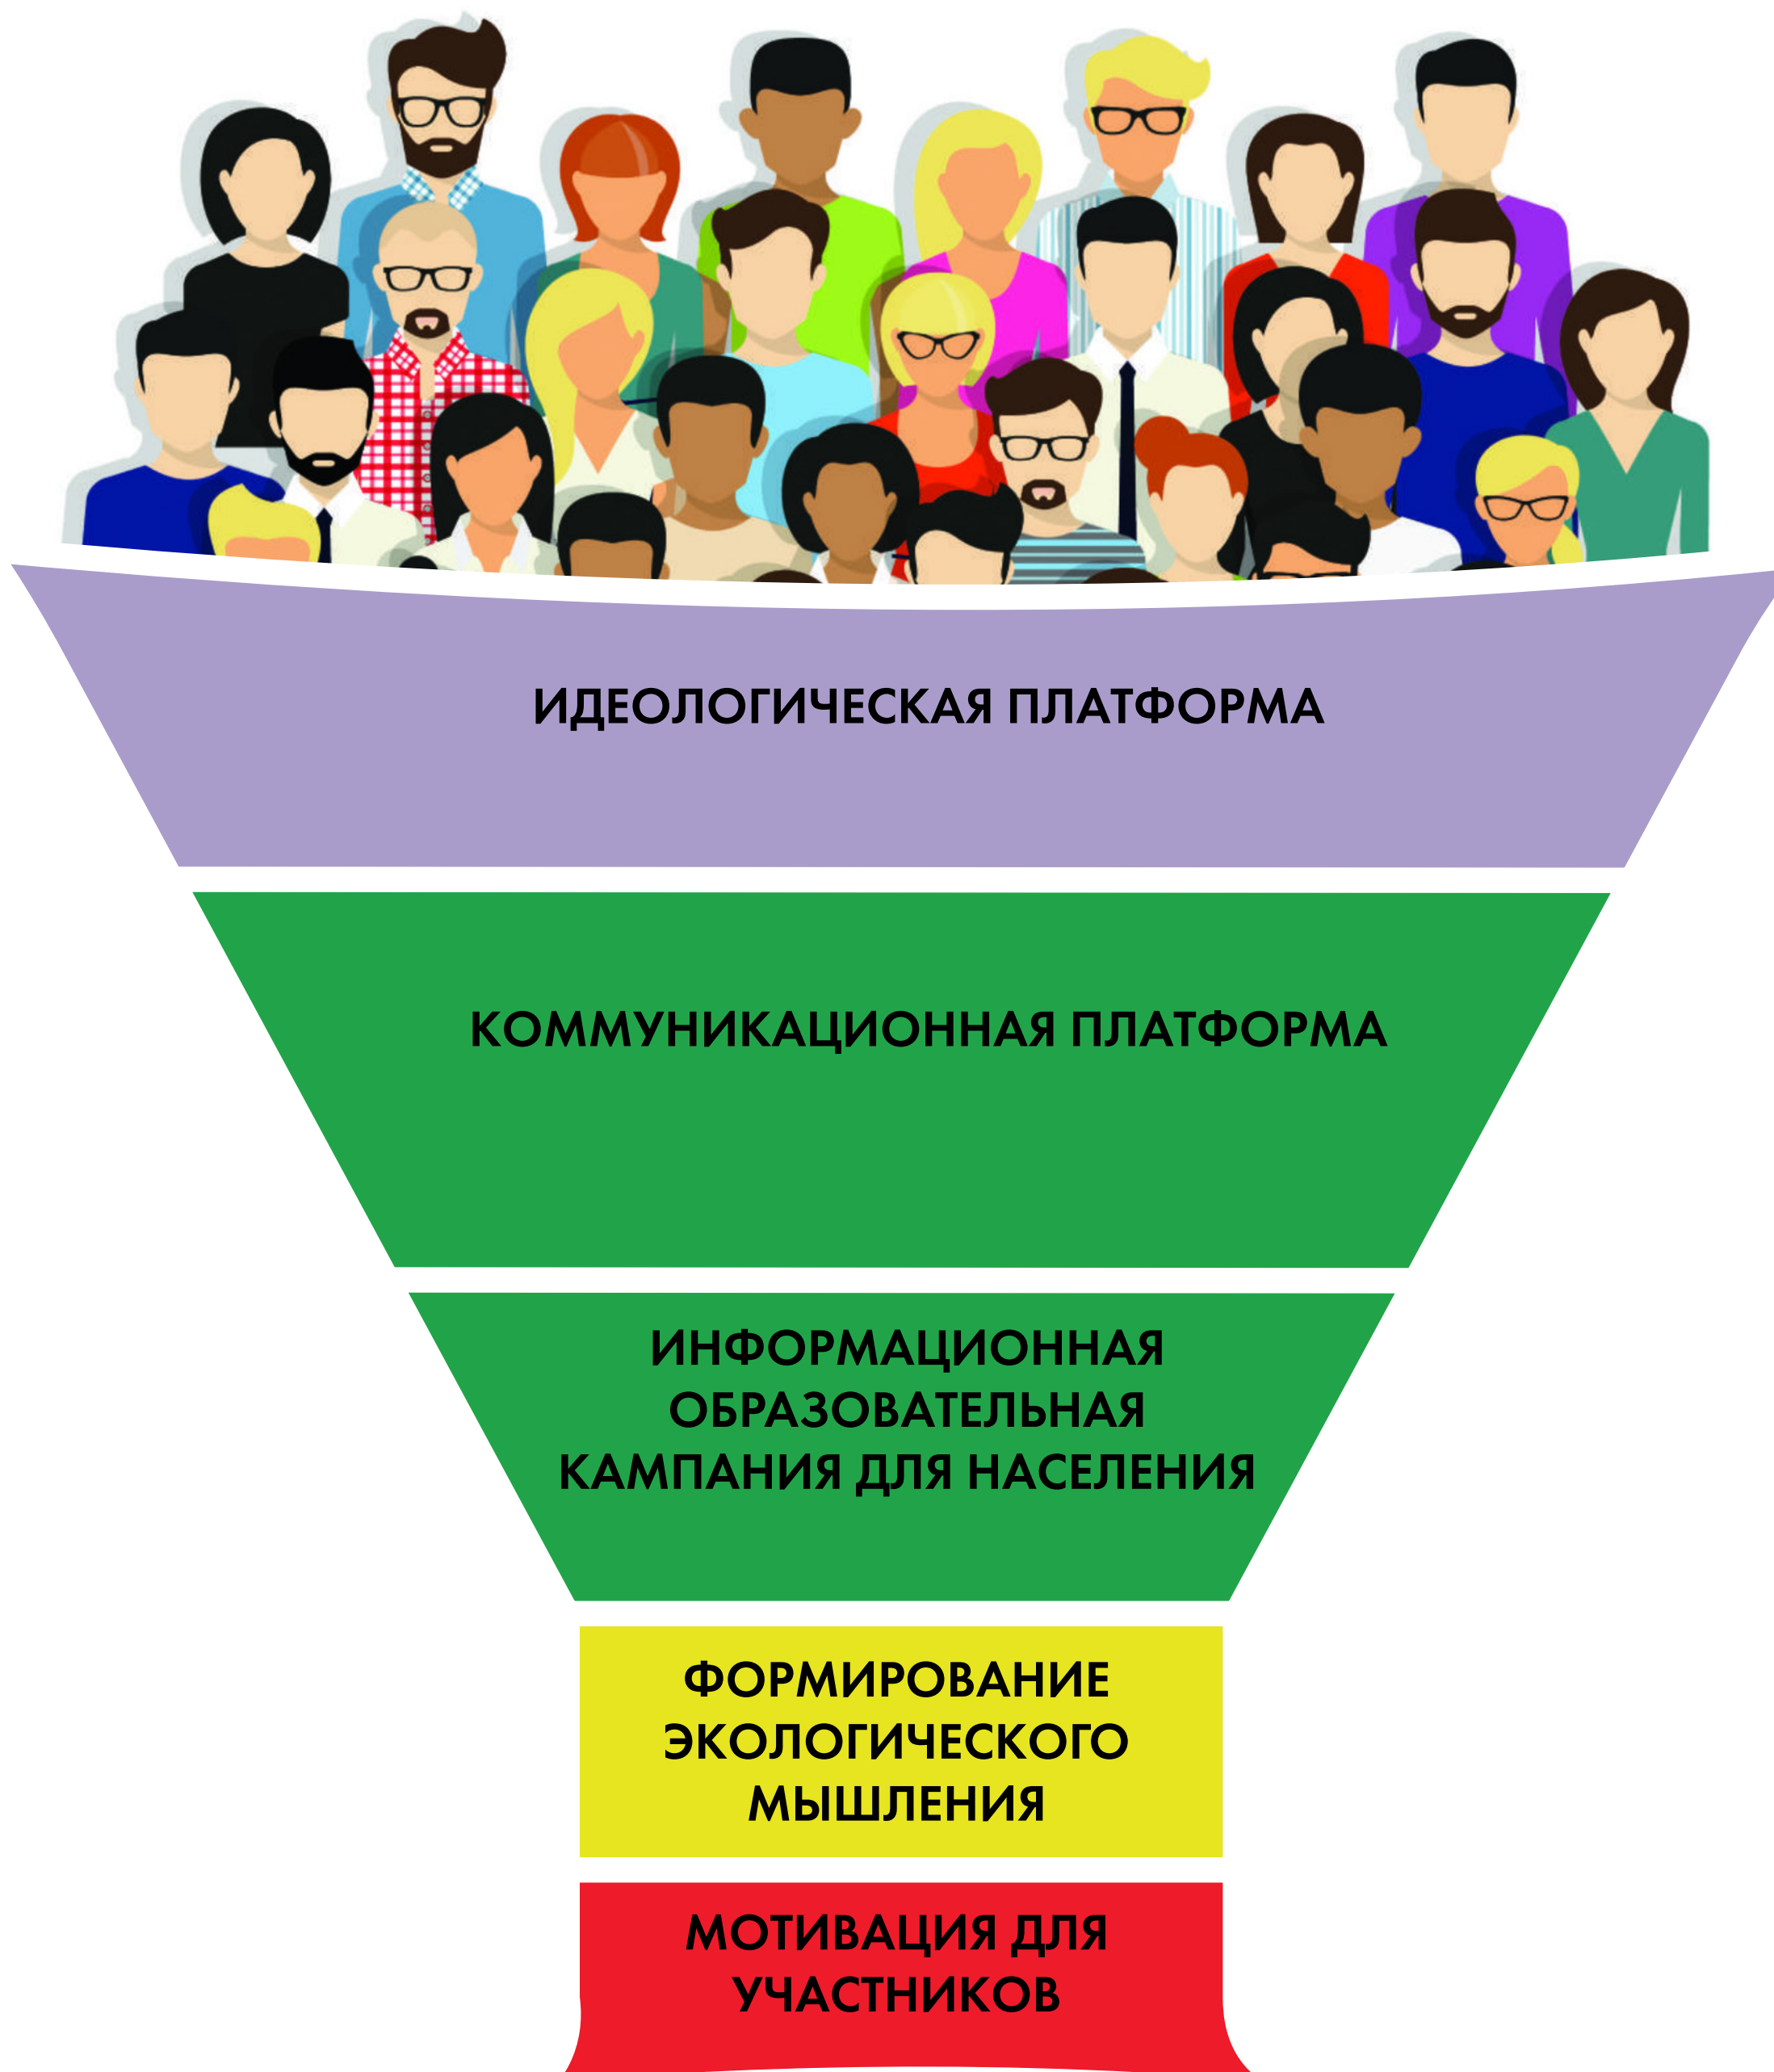 ИДЕОЛОГИЧЕСКАЯ ПЛАТФОРМА
КОММУНИКАЦИОННАЯ ПЛАТФОРМА
ИНФОРМАЦИОННАЯ
ОБРАЗОВАТЕЛЬНАЯ
КАМПАНИЯ ДЛЯ НАСЕЛЕНИЯ
ФОРМИРОВАНИЕ
ЭКОЛОГИЧЕСКОГО
МЫШЛЕНИЯ
МОТИВАЦИЯ ДЛЯ
УЧАСТНИКОВ